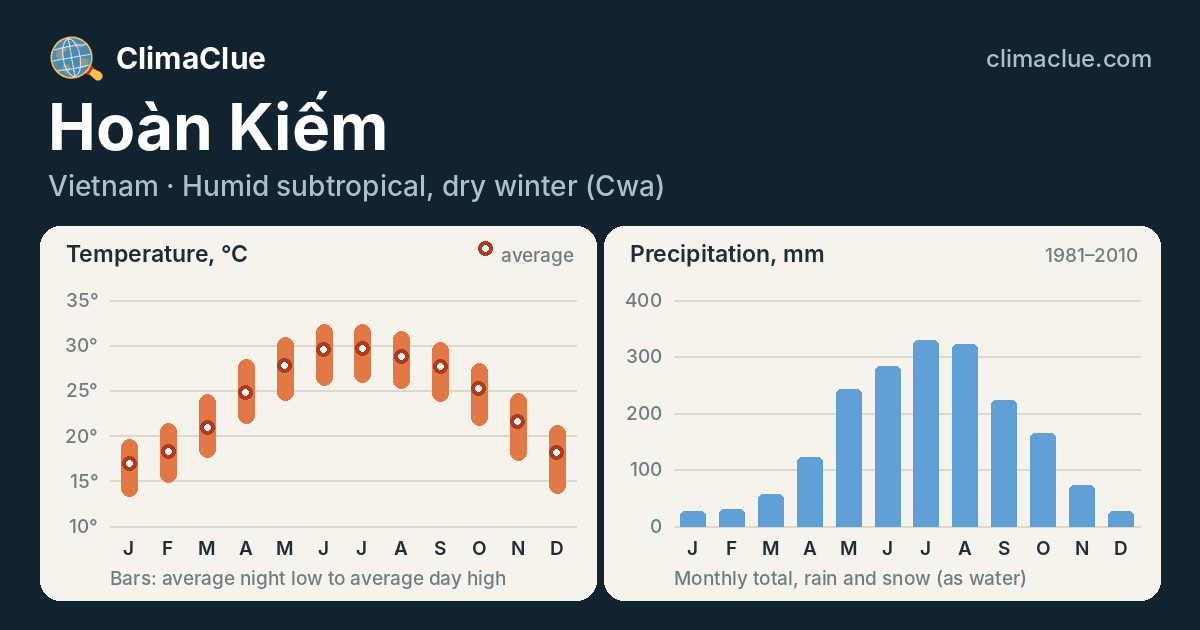 ClimaClue
climaclue.com
Hoàn Kiếm
Vietnam · Humid subtropical, dry winter (Cwa)
Temperature, °C
average
35°
30°
25°
20°
15°
10°
J F M A M J J A S O N D
Bars: average night low to average day high
Precipitation, mm
1981–2010
400
300
200
100
0
J F M A M J J A S O N D
Monthly total, rain and snow (as water)